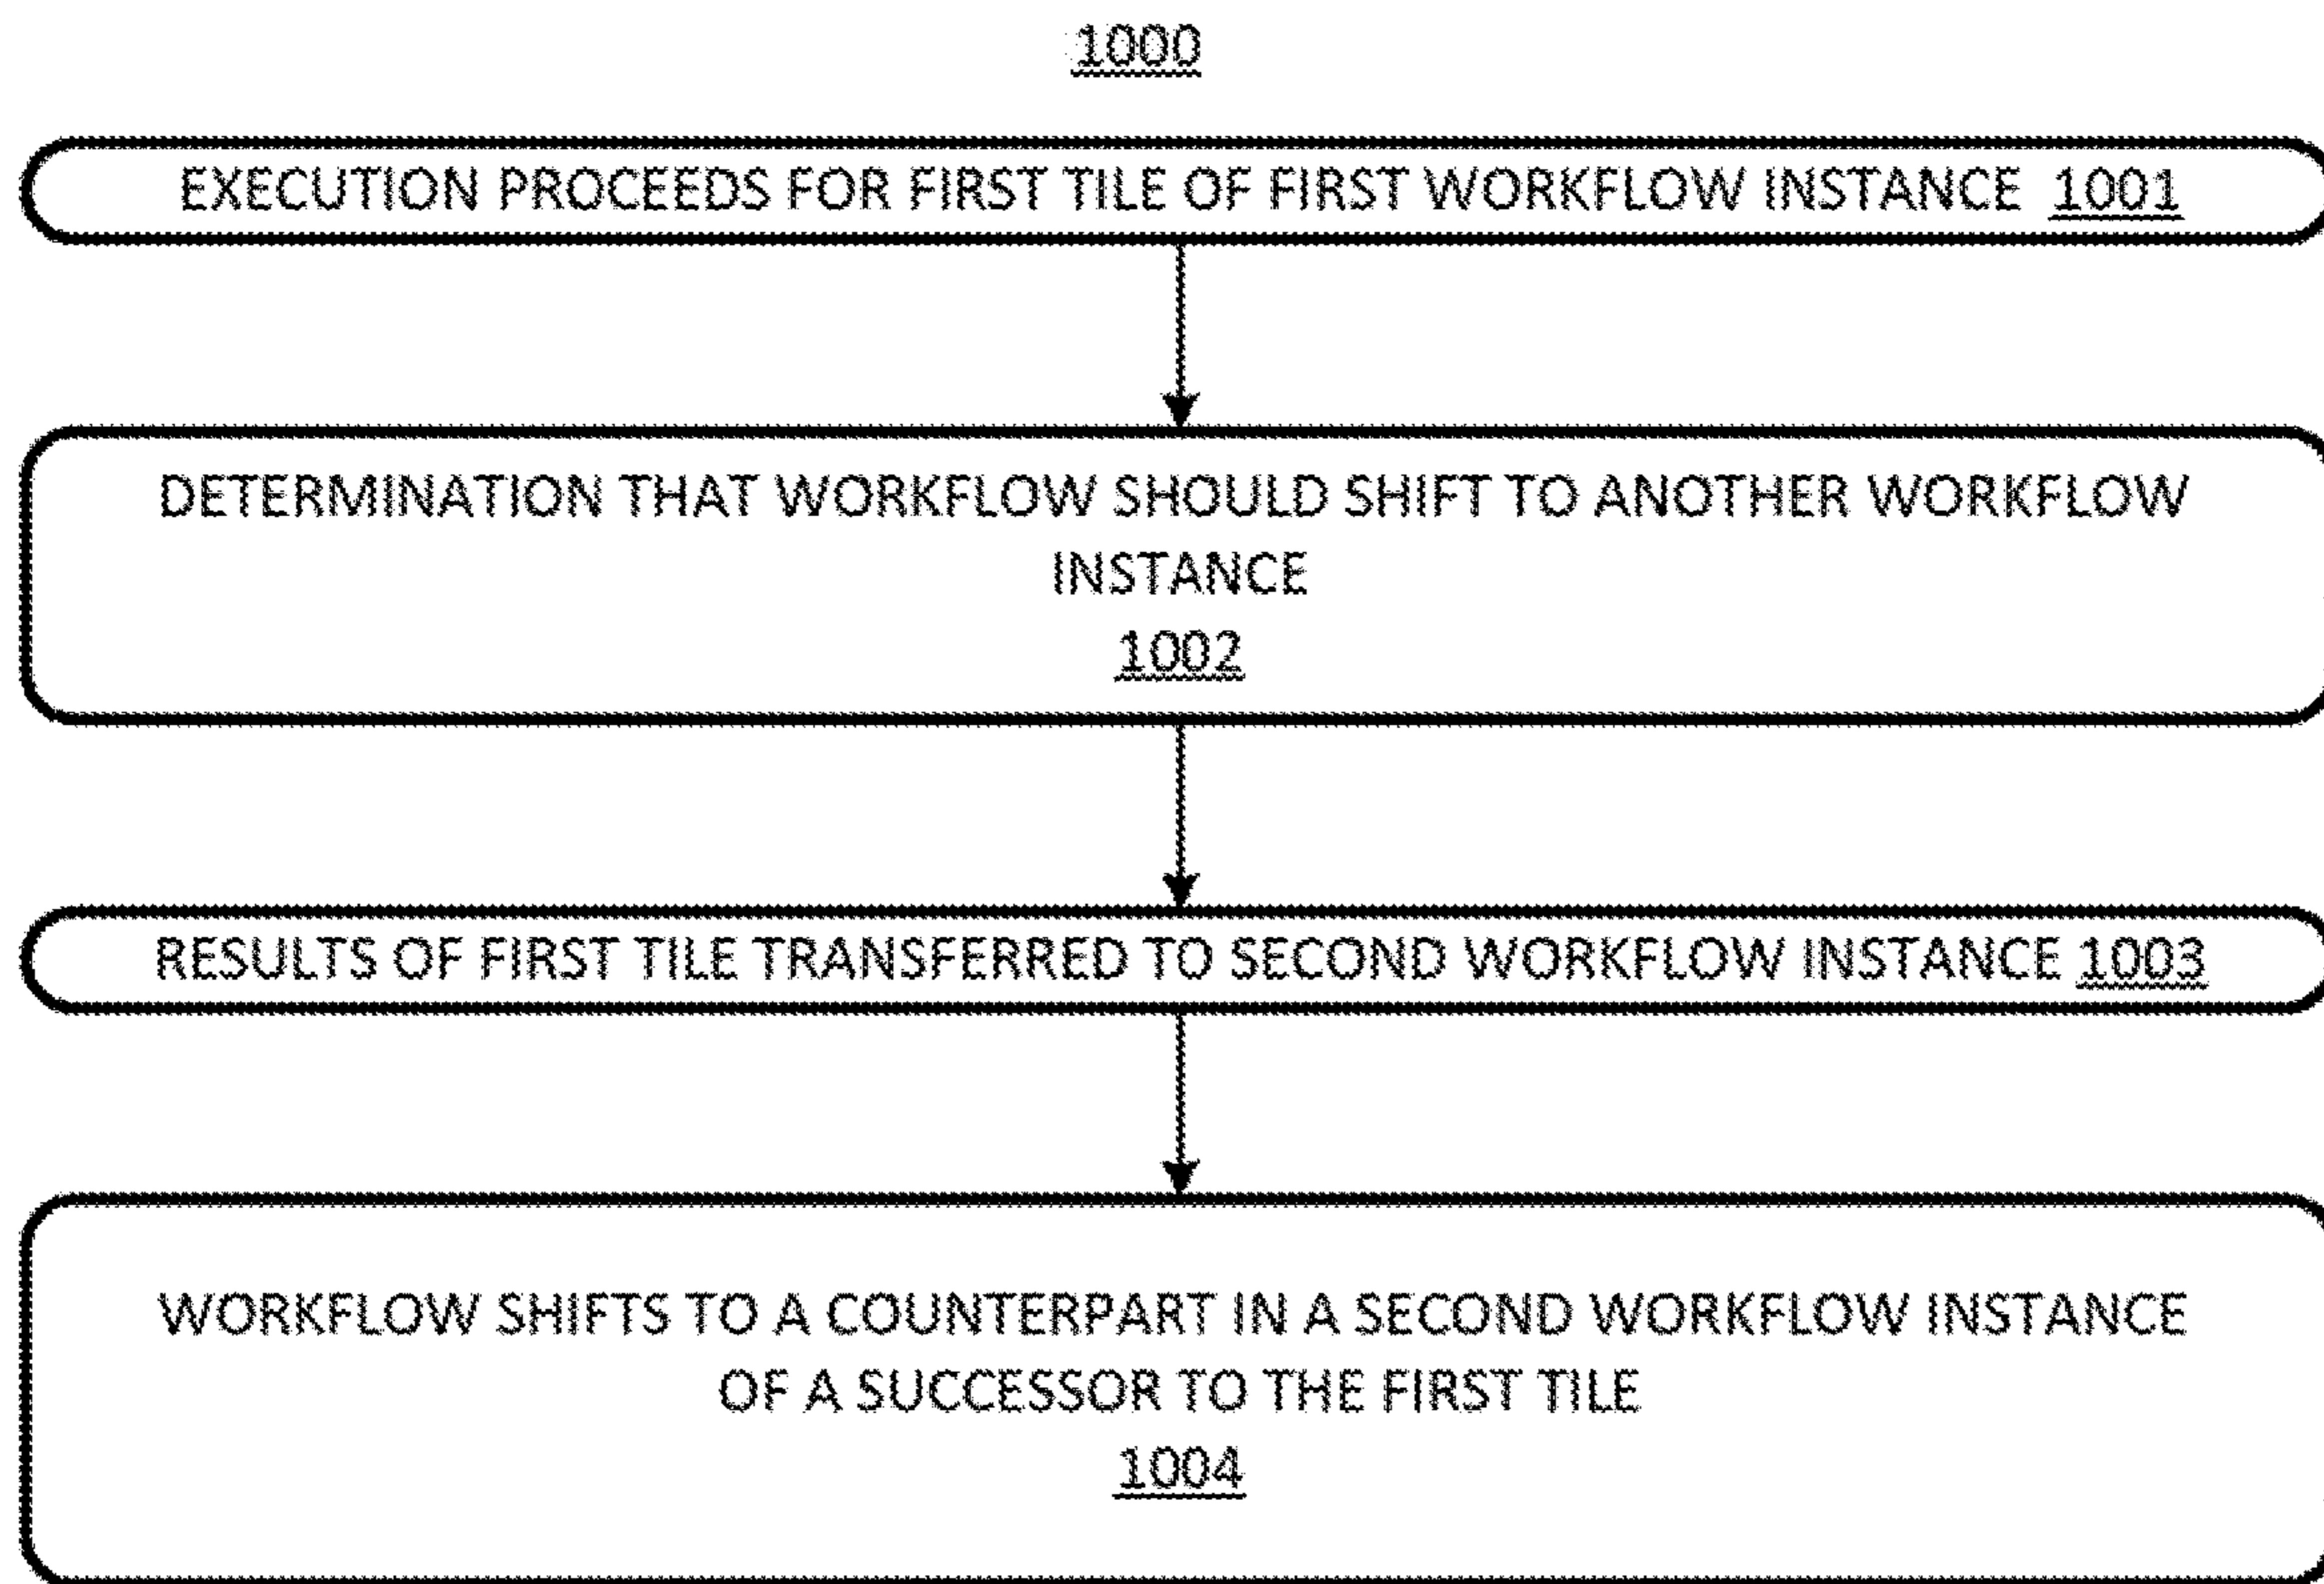 1000
EXECUTION PROCEEDS FOR FIRST TILE OF FIRST WORKFLOW INSTANCE 1001
DETERMINATION THAT WORKFLOW SHOULD SHIFT TO ANOTHER WORKFLOW
INSTANCE
1002
RESULTS OF FIRST TILE TRANSFERRED TO SECOND WORKFLOW INSTANCE 1003
WORKFLOW SHIFTS TO A COUNTERPART IN A SECOND WORKFLOW INSTANCE
OF A SUCCESSOR TO THE FIRST TILE
1004